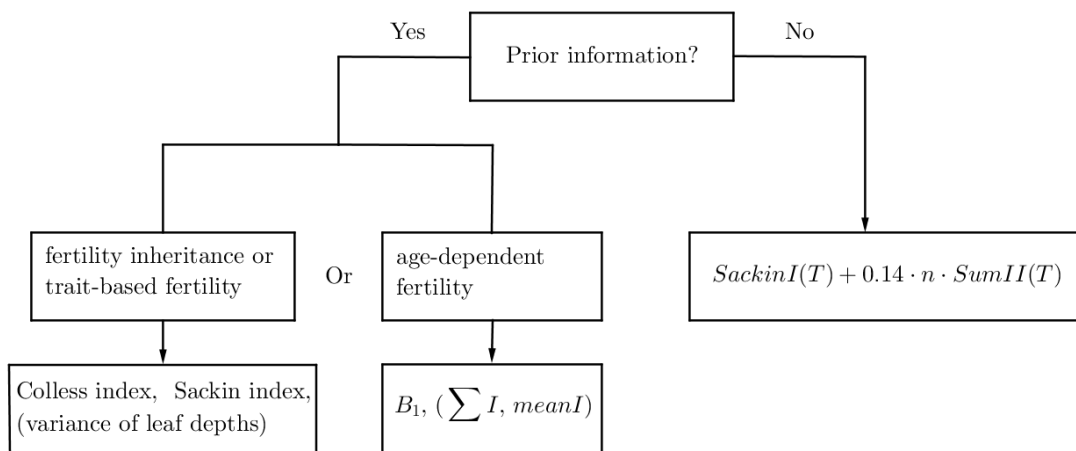 Yes
Prior information?
No
fertility inheritance or
trait-based fertility
Or
age-dependent
fertility
SackinI(T) + 0.14 · n · SumII(T)
Colless index, Sackin index,
(variance of leaf depths)
B₁, (∑ I, meanI)